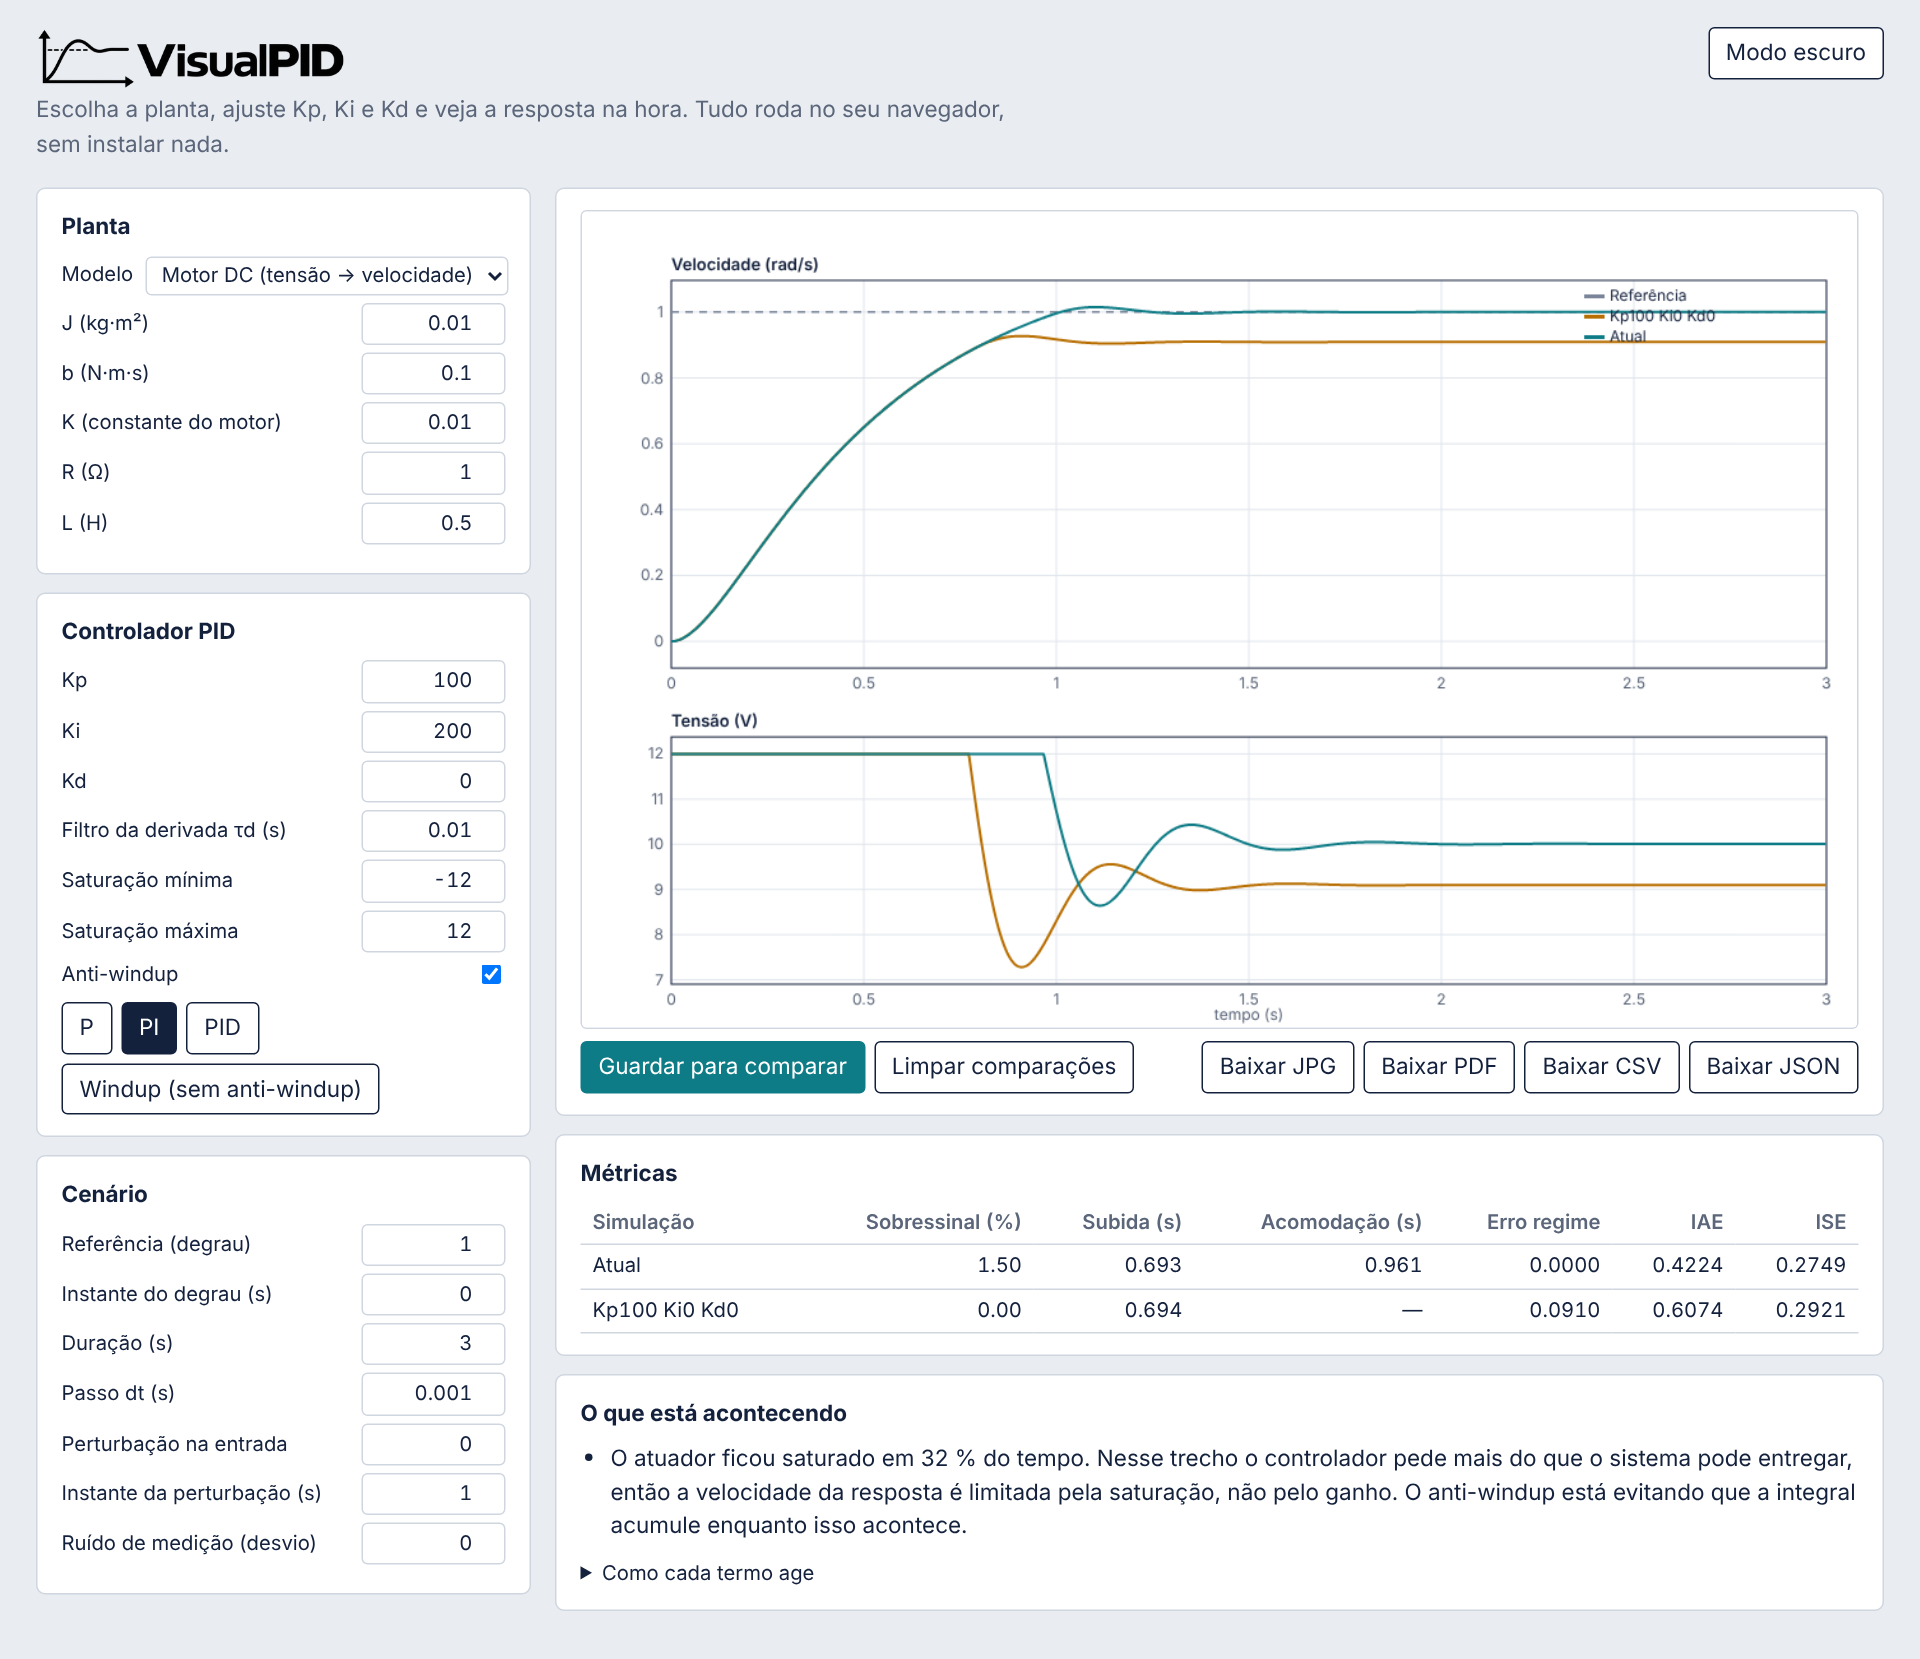 VisualPID
Modo escuro
Escolha a planta, ajuste Kp, Ki e Kd e veja a resposta na hora. Tudo roda no seu navegador,
sem instalar nada.
Planta
Modelo Motor DC (tensão → velocidade)
J (kg·m²) 0.01
b (N·m·s) 0.1
K (constante do motor) 0.01
R (Ω) 1
L (H) 0.5
Controlador PID
Kp 100
Ki 200
Kd 0
Filtro da derivada τd (s) 0.01
Saturação mínima -12
Saturação máxima 12
Anti-windup
P PI PID
Windup (sem anti-windup)
Cenário
Referência (degrau) 1
Instante do degrau (s) 0
Duração (s) 3
Passo dt (s) 0.001
Perturbação na entrada 0
Instante da perturbação (s) 1
Ruído de medição (desvio) 0
Velocidade (rad/s)
Referência
Kp100 Ki0 Kd0
Atual
1
0.8
0.6
0.4
0.2
0
0 0.5 1 1.5 2 2.5 3
Tensão (V)
12
11
10
9
8
7
0 0.5 1 1.5 2 2.5 3
tempo (s)
Guardar para comparar Limpar comparações Baixar JPG Baixar PDF Baixar CSV Baixar JSON
Métricas
Simulação Sobressinal (%) Subida (s) Acomodação (s) Erro regime IAE ISE
Atual 1.50 0.693 0.961 0.0000 0.4224 0.2749
Kp100 Ki0 Kd0 0.00 0.694 — 0.0910 0.6074 0.2921
O que está acontecendo
• O atuador ficou saturado em 32 % do tempo. Nesse trecho o controlador pede mais do que o sistema pode entregar,
então a velocidade da resposta é limitada pela saturação, não pelo ganho. O anti-windup está evitando que a integral
acumule enquanto isso acontece.
▶ Como cada termo age